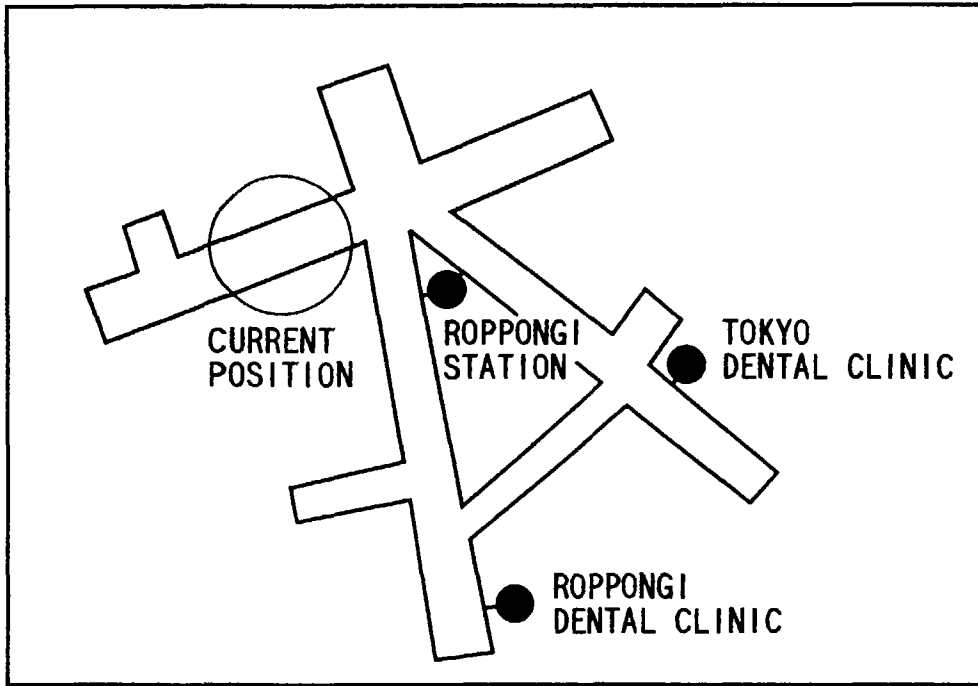 CURRENT
POSITION
ROPPONGI
STATION
TOKYO
DENTAL CLINIC
ROPPONGI
DENTAL CLINIC